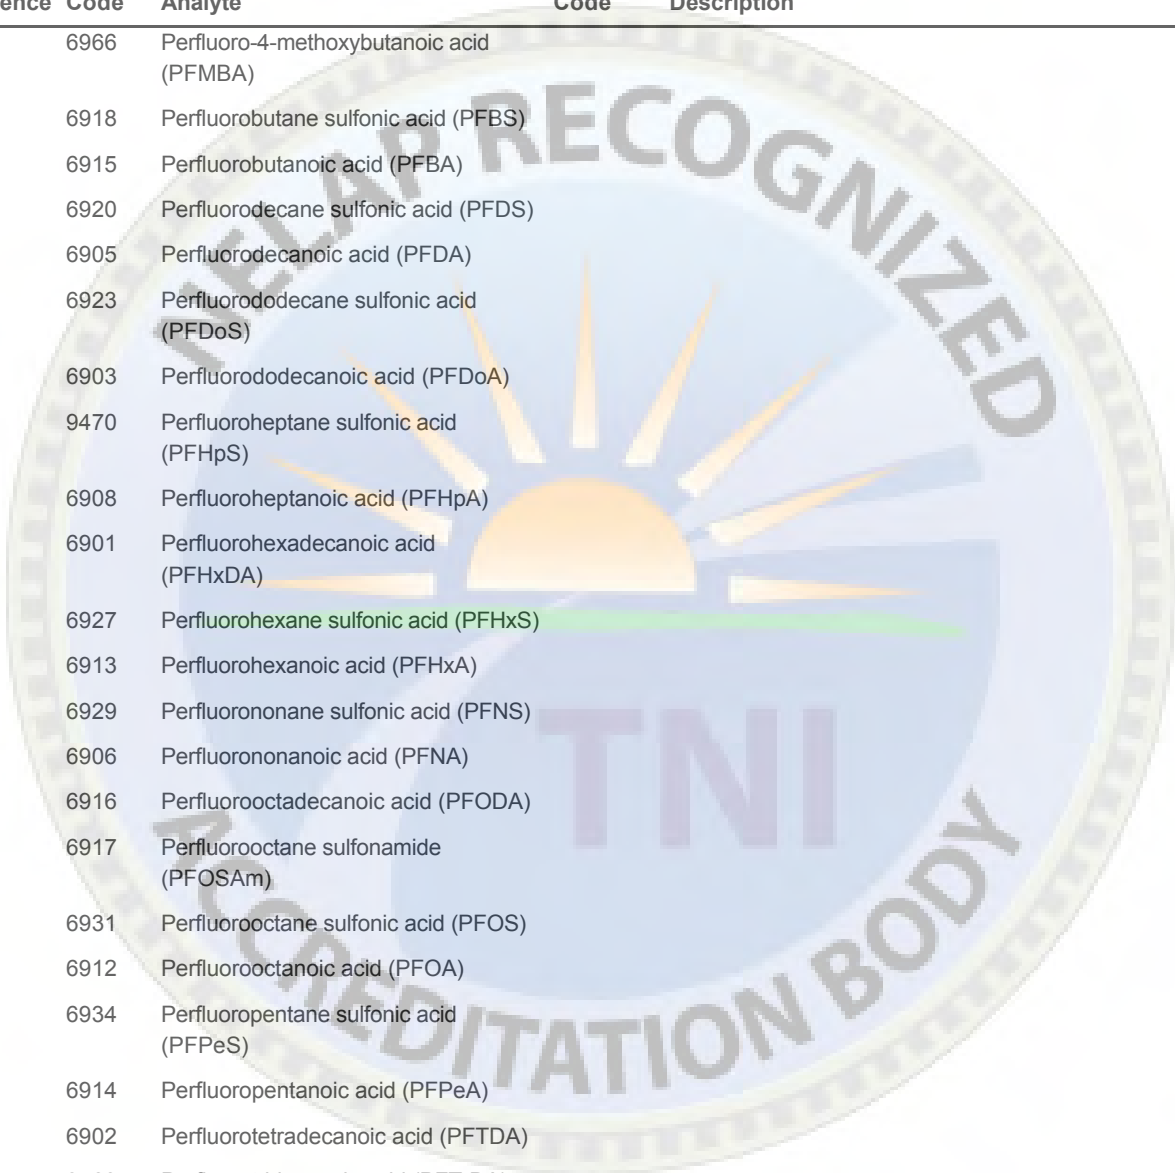 Code Analyte Code Description
6966 Perfluoro-4-methoxybutanoic acid
(PFMBA)
6918 Perfluorobutane sulfonic acid (PFBS)
6915 Perfluorobutanoic acid (PFBA)
6920 Perfluorodecane sulfonic acid (PFDS)
6905 Perfluorodecanoic acid (PFDA)
6923 Perfluorododecane sulfonic acid
(PFDoS)
6903 Perfluorododecanoic acid (PFDoA)
9470 Perfluoroheptane sulfonic acid
(PFHpS)
6908 Perfluoroheptanoic acid (PFHpA)
6901 Perfluorohexadecanoic acid
(PFHxDA)
6927 Perfluorohexane sulfonic acid (PFHxS)
6913 Perfluorohexanoic acid (PFHxA)
6929 Perfluorononane sulfonic acid (PFNS)
6906 Perfluorononanoic acid (PFNA)
6916 Perfluorooctadecanoic acid (PFODA)
6917 Perfluorooctane sulfonamide
(PFOSAm)
6931 Perfluorooctane sulfonic acid (PFOS)
6912 Perfluorooctanoic acid (PFOA)
6934 Perfluoropentane sulfonic acid
(PFPeS)
6914 Perfluoropentanoic acid (PFPeA)
6902 Perfluorotetradecanoic acid (PFTDA)
NELAP RECOGNIZED
TNI
ACCREDITATION BODY